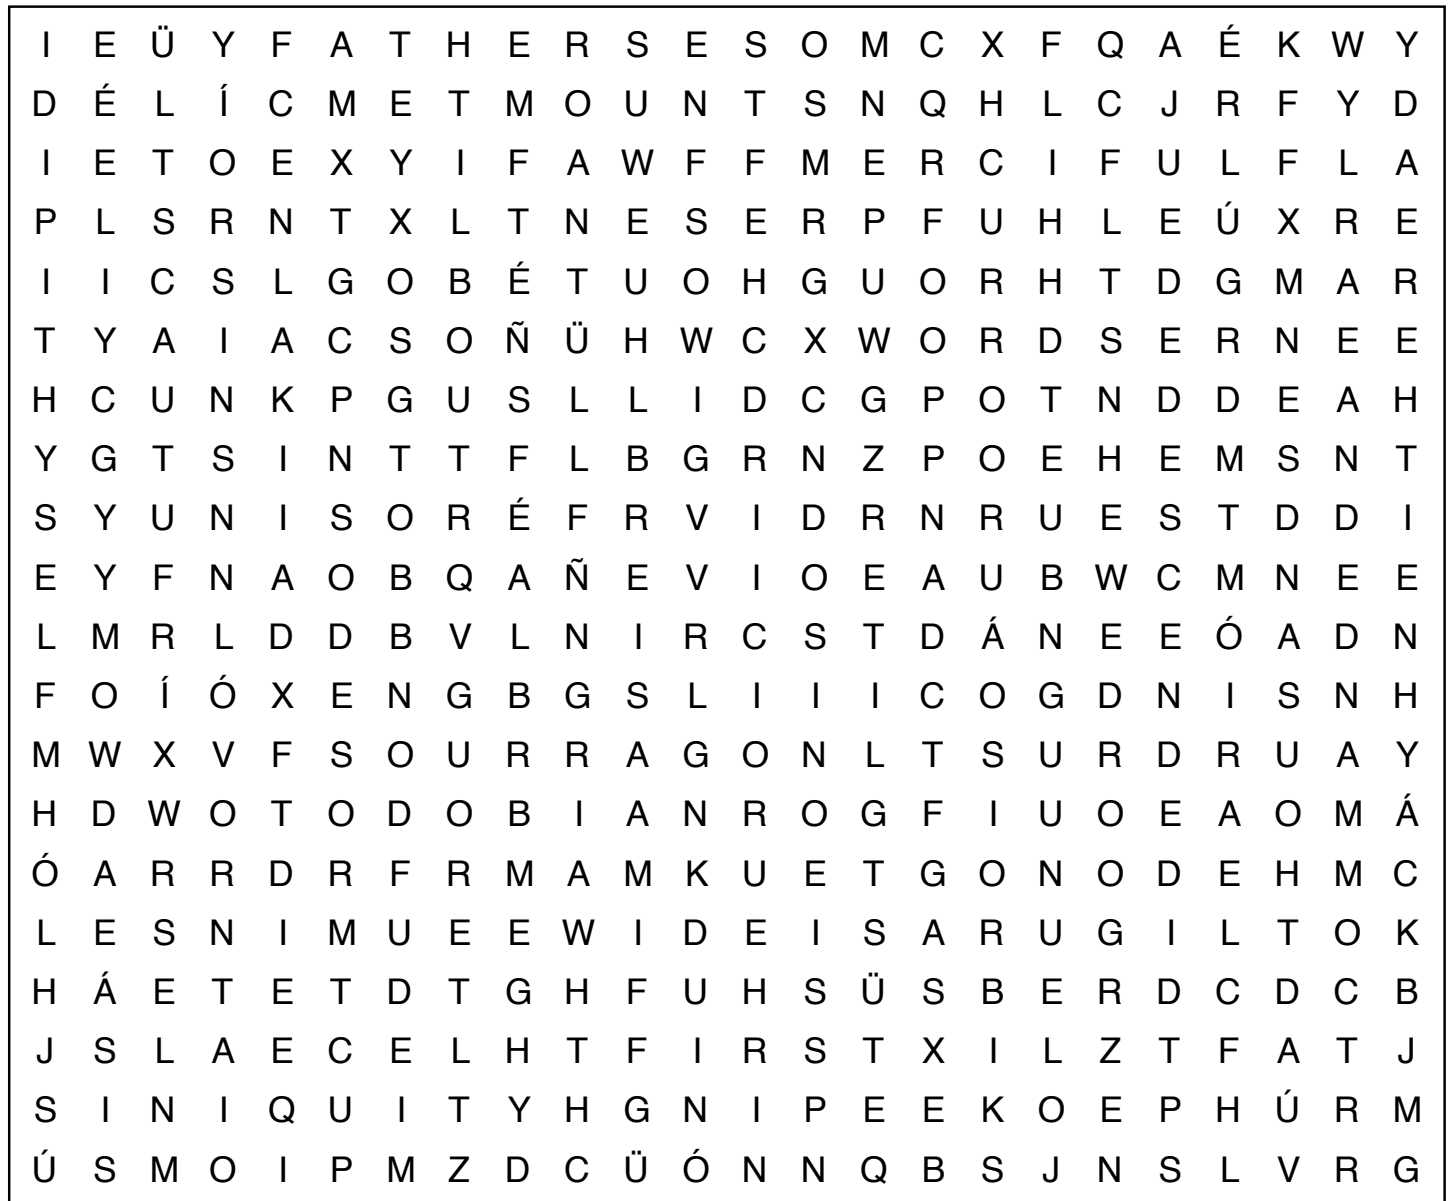 I E Ü Y F A T H E R S E S O M C X F Q A É K W Y
D É L Í C M E T M O U N T S N Q H L C J R F Y D
I E T O E X Y I F A W F F M E R C I F U L F L A
P L S R N T X L T N E S E R P F U H L E Ú X R E
I I C S L G O B É T U O H G U O R H T D G M A R
T Y A I A C S O Ñ Ü H W C X W O R D S E R N E E
H C U N K P G U S L L I D C G P O T N D D E A H
Y G T S I N T T F L B G R N Z P O E H E M S N T
S Y U N I S O R É F R V I D R N R U E S T D D I
E Y F N A O B Q A Ñ E V I O E A U B W C M N E E
L M R L D D B V L N I R C S T D Á N E E Ó A D N
F O Í Ó X E N G B G S L I I I C O G D N I S N H
M W X V F S O U R R A G O N L T S U R D R U A Y
H D W O T O D O B I A N R O G F I U O E A O M Á
Ó A R R D R F R M A M K U E T G O N O D E H M C
L E S N I M U E E W I D E I S A R U G I L T O K
H Á E T E T D T G H F U H S Ü S B E R D C D C B
J S L A E C E L H T F I R S T X I L Z T F A T J
S I N I Q U I T Y H G N I P E E K O E P H Ú R M
Ú S M O I P M Z D C Ü Ó N N Q B S J N S L V R G